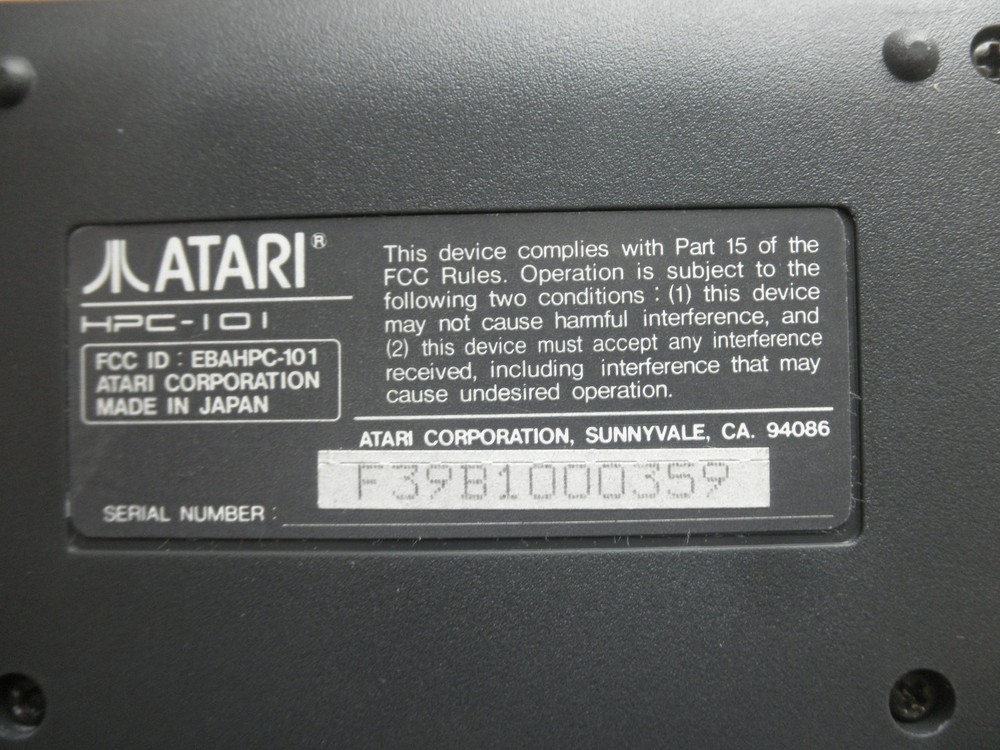 ATARI®
HPC-101
FCC ID : EBAHPC-101
ATARI CORPORATION
MADE IN JAPAN
This device complies with Part 15 of the
FCC Rules. Operation is subject to the
following two conditions : (1) this device
may not cause harmful interference, and
(2) this device must accept any interference
received, including interference that may
cause undesired operation.
ATARI CORPORATION, SUNNYVALE, CA. 94086
F39B1000359
SERIAL NUMBER :